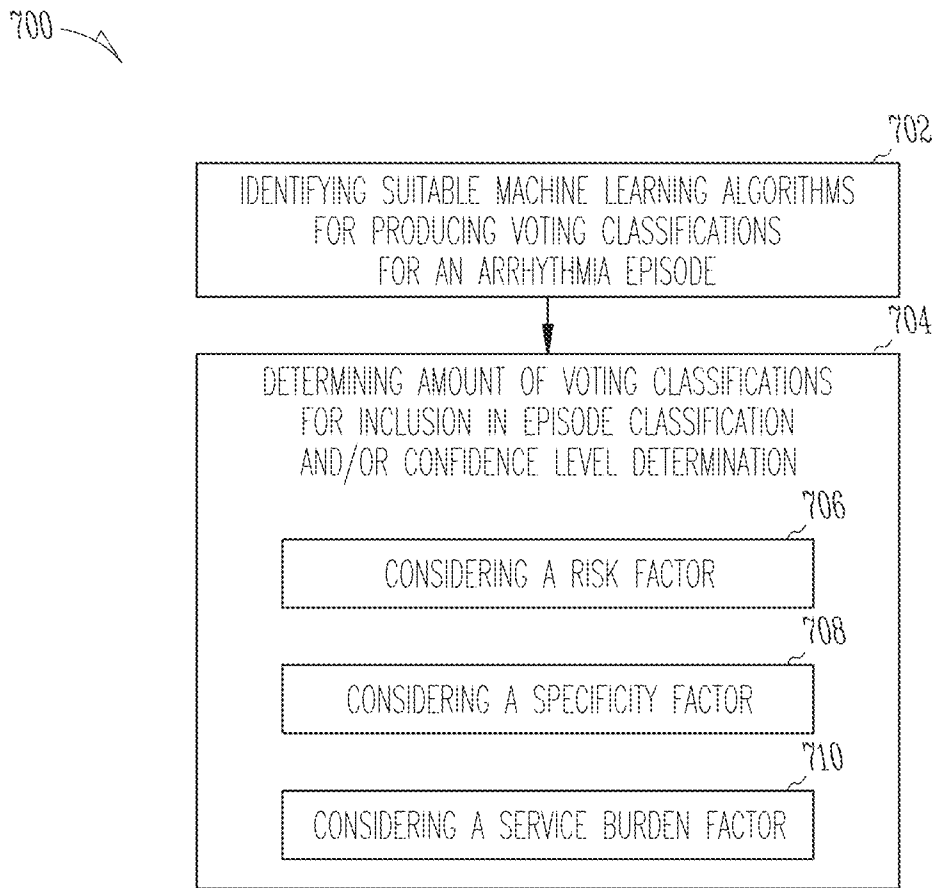 700
702
IDENTIFYING SUITABLE MACHINE LEARNING ALGORITHMS
FOR PRODUCING VOTING CLASSIFICATIONS
FOR AN ARRHYTHMIA EPISODE
704
DETERMINING AMOUNT OF VOTING CLASSIFICATIONS
FOR INCLUSION IN EPISODE CLASSIFICATION
AND/OR CONFIDENCE LEVEL DETERMINATION
706
CONSIDERING A RISK FACTOR
708
CONSIDERING A SPECIFICITY FACTOR
710
CONSIDERING A SERVICE BURDEN FACTOR